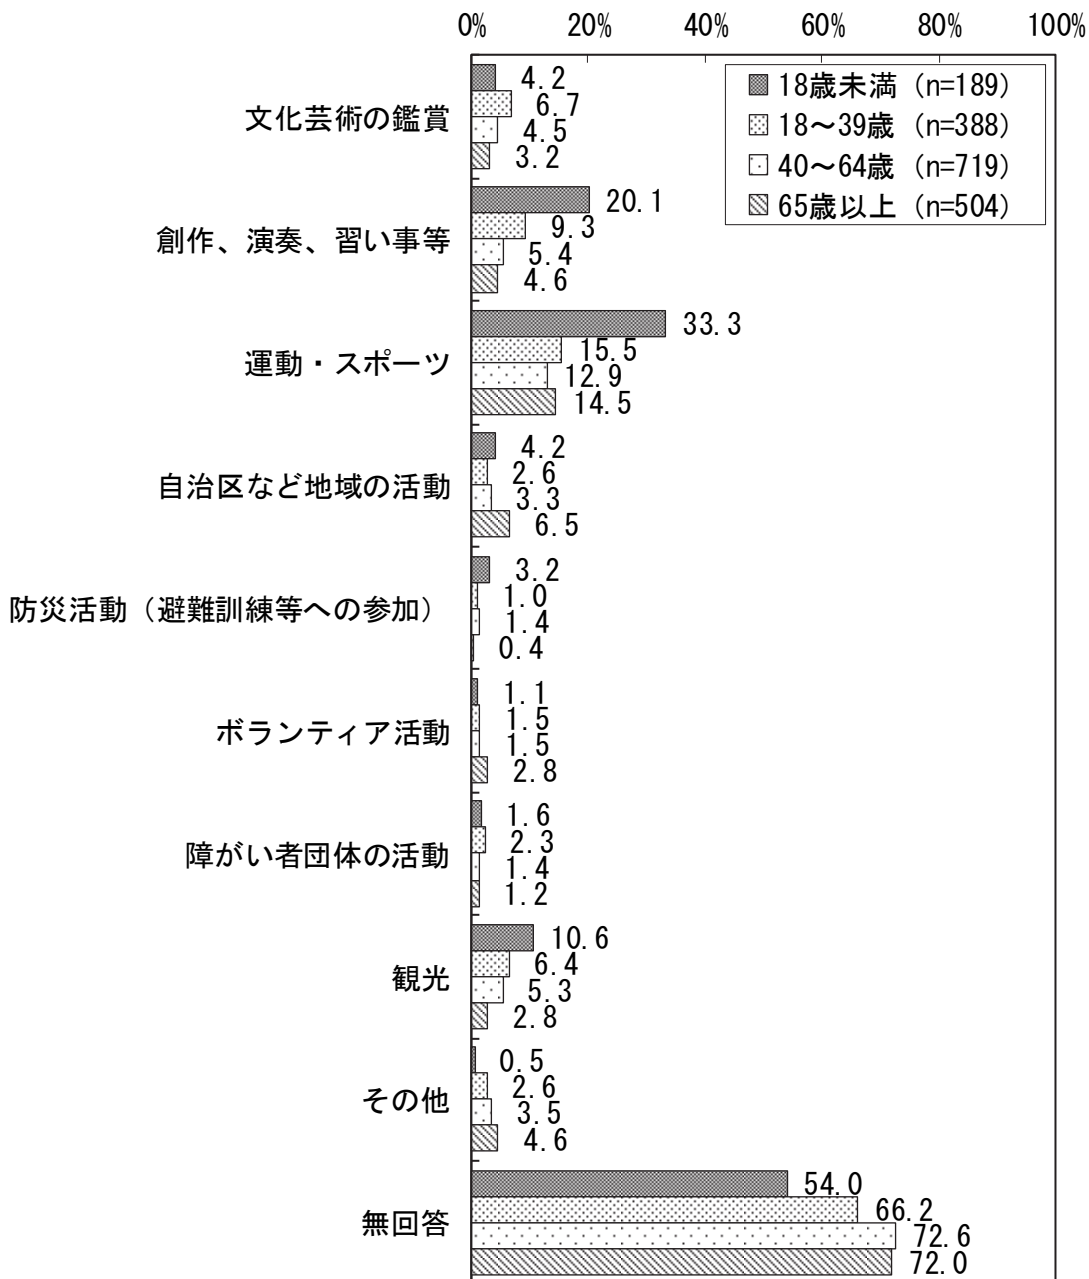 0% 20% 40% 60% 80% 100%
18歳未満（n=189）
18～39歳（n=388）
40～64歳（n=719）
65歳以上（n=504）
文化芸術の鑑賞
4.2
6.7
4.5
3.2
創作、演奏、習い事等
20.1
9.3
5.4
4.6
運動・スポーツ
33.3
15.5
12.9
14.5
自治区など地域の活動
4.2
2.6
3.3
6.5
防災活動（避難訓練等への参加）
3.2
1.0
1.4
0.4
ボランティア活動
1.1
1.5
1.5
2.8
障がい者団体の活動
1.6
2.3
1.4
1.2
観光
10.6
6.4
5.3
2.8
その他
0.5
2.6
3.5
4.6
無回答
54.0
66.2
72.6
72.0